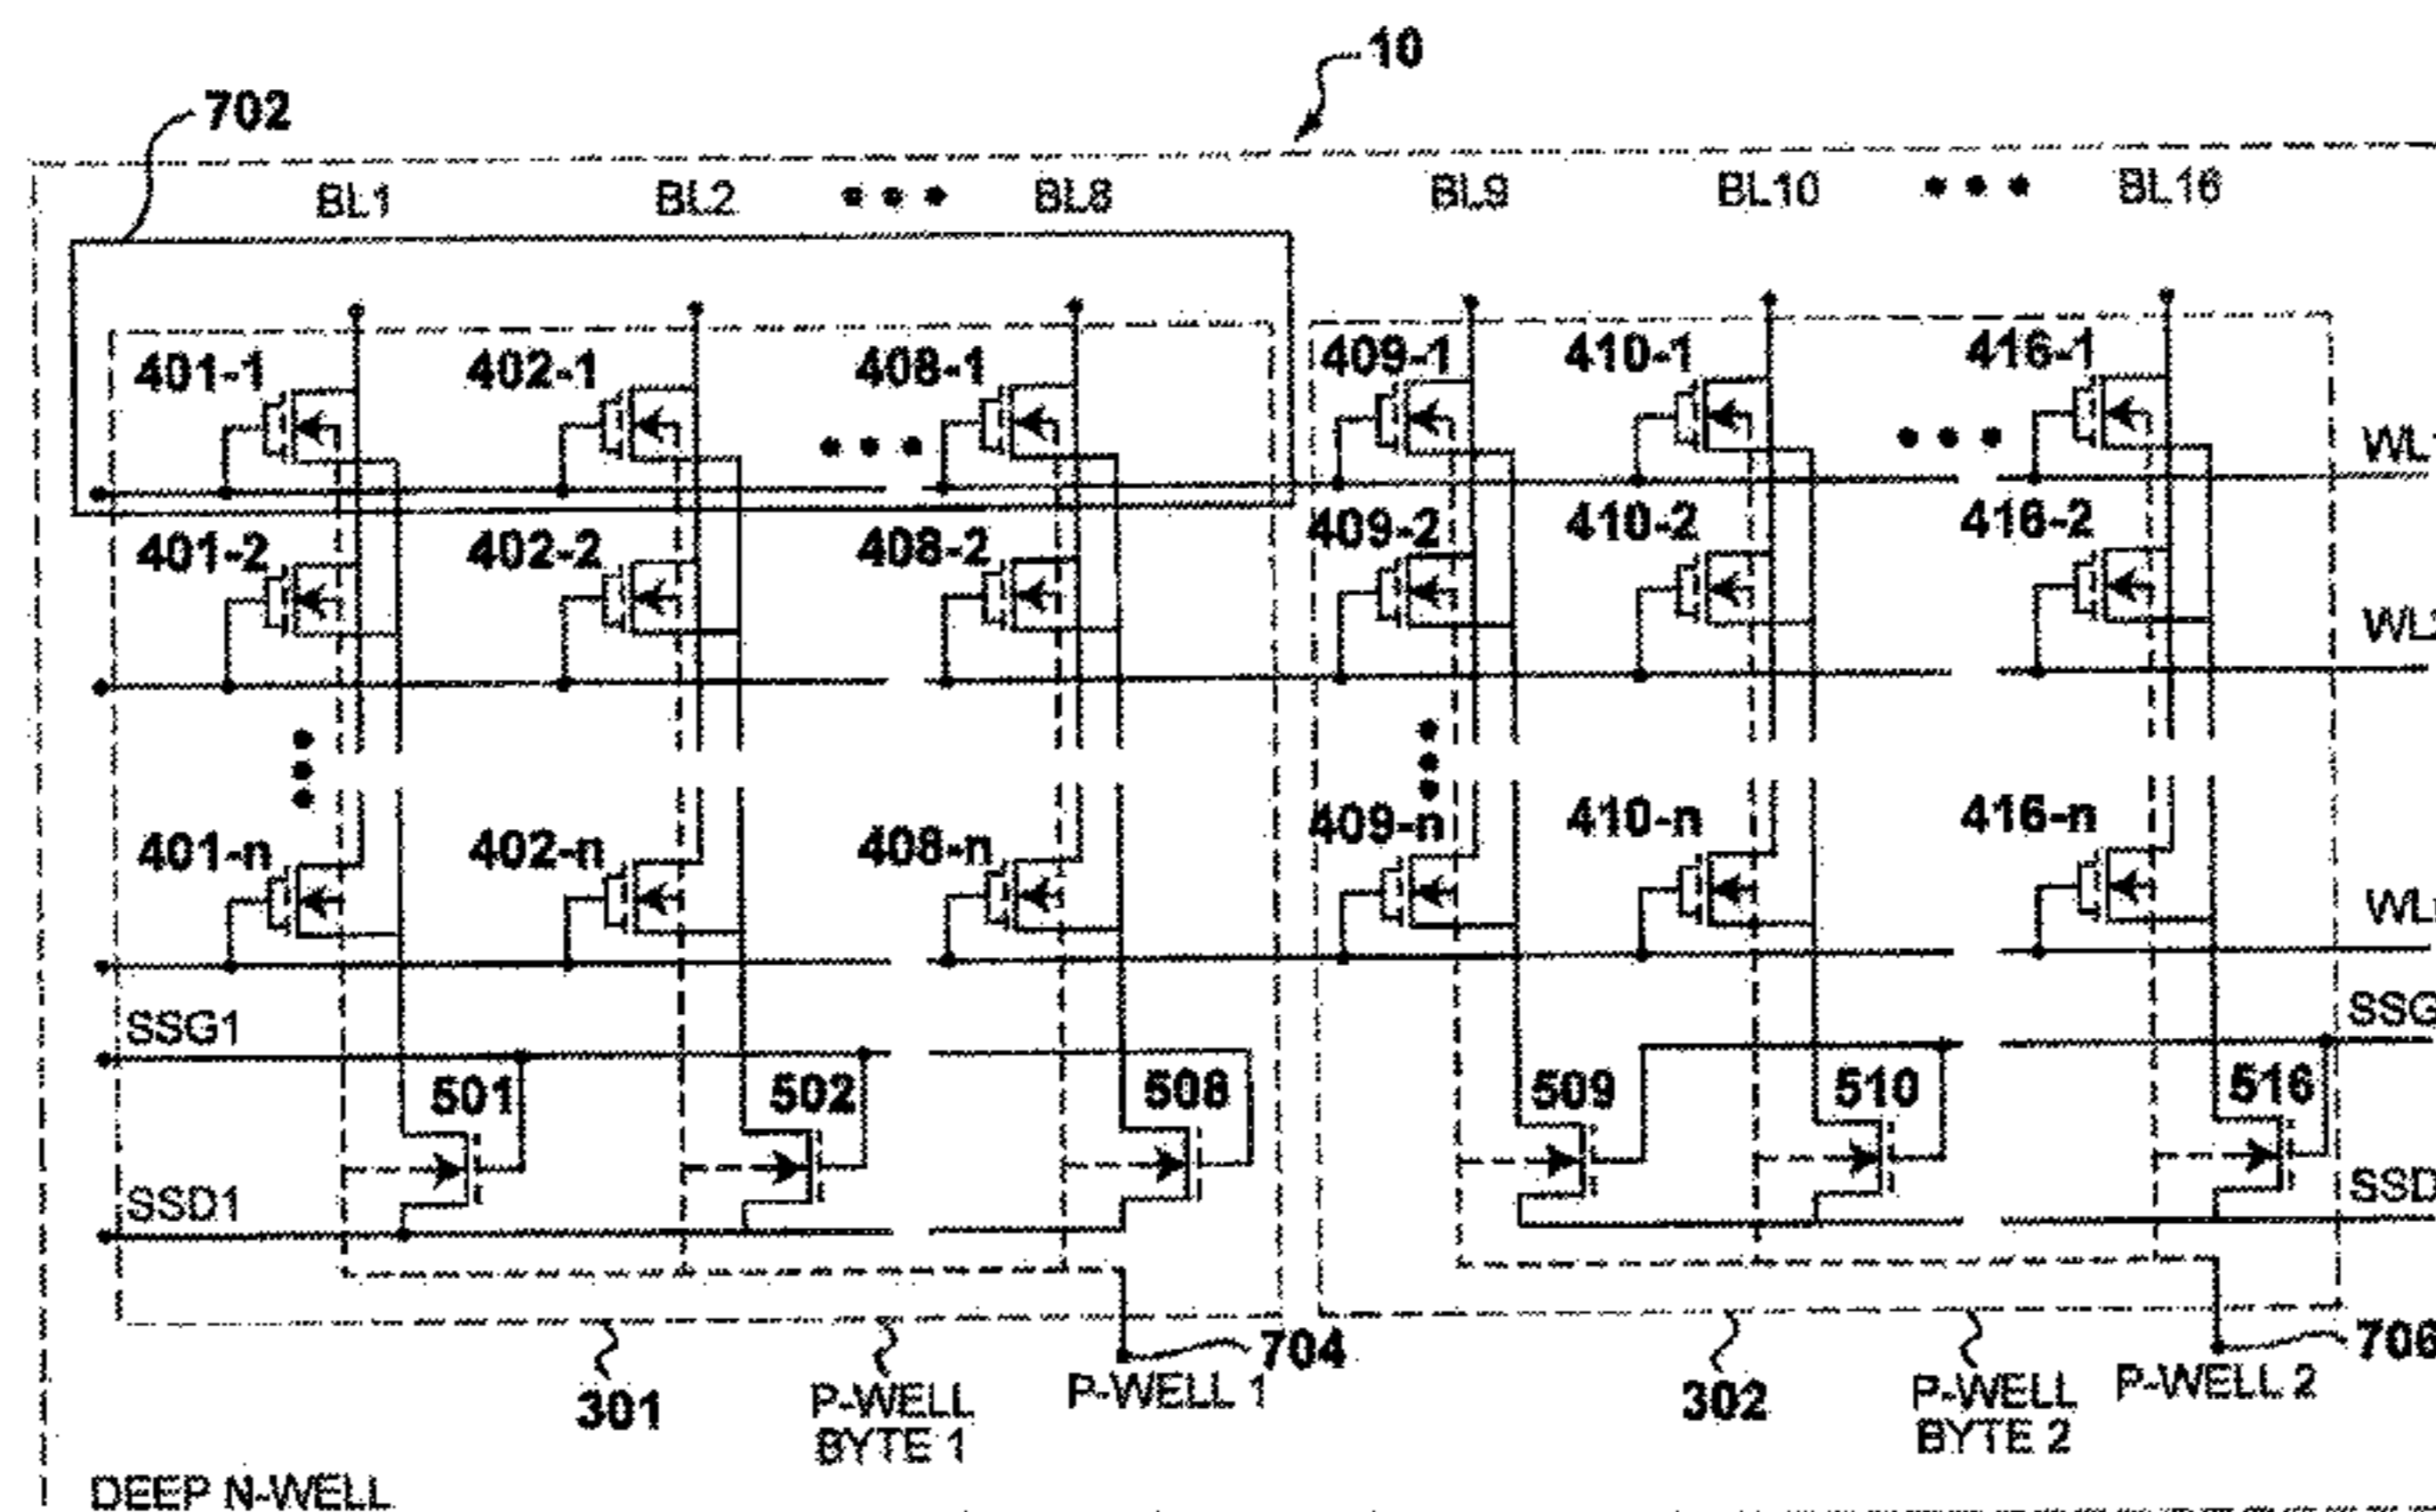 10
702
BL1 BL2 BL8 BL9 BL10 BL16
401-1 402-1 408-1 409-1 410-1 416-1
401-2 402-2 408-2 409-2 410-2 416-2
401-n 402-n 408-n 409-n 410-n 416-n
SSG1 SSG
501 502 508 509 510 516
SSD1 SSD
704 706
301 P-WELL BYTE 1 P-WELL 1 302 P-WELL BYTE 2 P-WELL 2
DEEP N-WELL